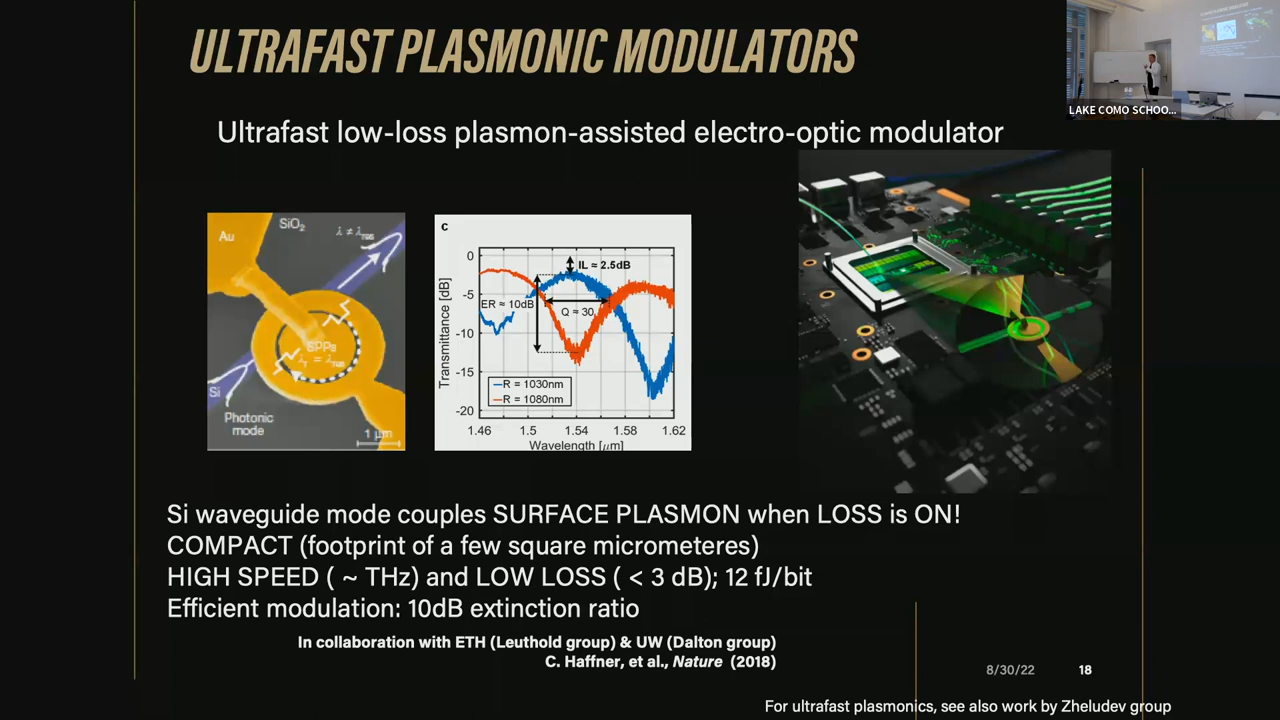 ULTRAFAST PLASMONIC MODULATORS
LAKE COMO SCHOO...
Ultrafast low-loss plasmon-assisted electro-optic modulator
Au
SiO2
λ ≠ λres
SPPs
λ = λres
Si
Photonic
mode
1 μm
c
0
-5
-10
-15
-20
Transmittance [dB]
IL ≈ 2.5dB
ER ≈ 10dB
Q ≈ 30
R = 1030nm
R = 1080nm
1.46 1.5 1.54 1.58 1.62
Wavelength [μm]
Si waveguide mode couples SURFACE PLASMON when LOSS is ON!
COMPACT (footprint of a few square micrometeres)
HIGH SPEED ( ~ THz) and LOW LOSS ( < 3 dB); 12 fJ/bit
Efficient modulation: 10dB extinction ratio
In collaboration with ETH (Leuthold group) & UW (Dalton group)
C. Haffner, et al., Nature (2018)
8/30/22 18
For ultrafast plasmonics, see also work by Zheludev group